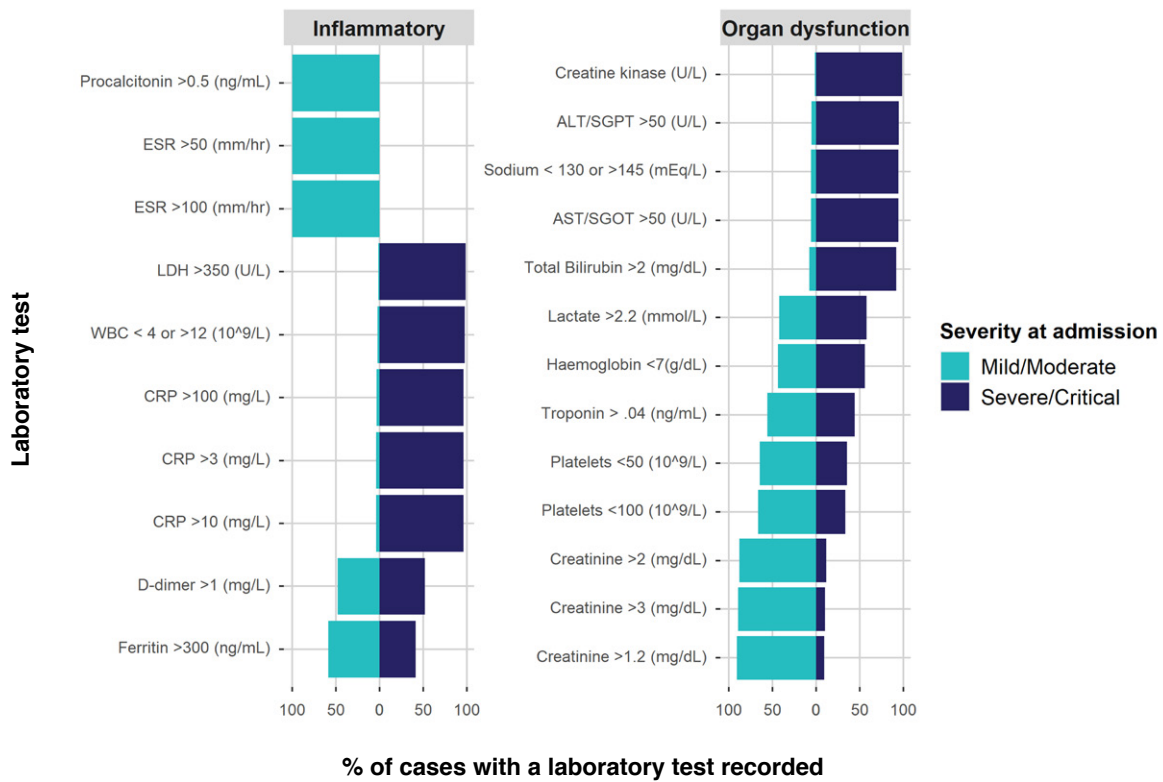 Inflammatory
Procalcitonin >0.5 (ng/mL)
ESR >50 (mm/hr)
ESR >100 (mm/hr)
LDH >350 (U/L)
WBC < 4 or >12 (10^9/L)
CRP >100 (mg/L)
CRP >3 (mg/L)
CRP >10 (mg/L)
D-dimer >1 (mg/L)
Ferritin >300 (ng/mL)
100 50 0 50 100
Organ dysfunction
Creatine kinase (U/L)
ALT/SGPT >50 (U/L)
Sodium < 130 or >145 (mEq/L)
AST/SGOT >50 (U/L)
Total Bilirubin >2 (mg/dL)
Lactate >2.2 (mmol/L)
Haemoglobin <7(g/dL)
Troponin > .04 (ng/mL)
Platelets <50 (10^9/L)
Platelets <100 (10^9/L)
Creatinine >2 (mg/dL)
Creatinine >3 (mg/dL)
Creatinine >1.2 (mg/dL)
100 50 0 50 100
Laboratory test
% of cases with a laboratory test recorded
Severity at admission
Mild/Moderate
Severe/Critical